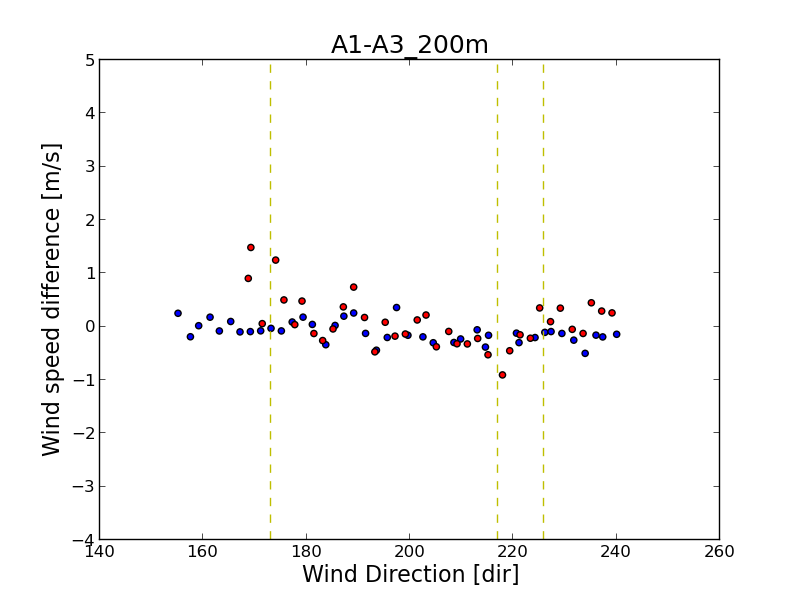 A1-A3_200m
Wind speed difference [m/s]
5
4
3
2
1
0
−1
−2
−3
−4
140 160 180 200 220 240 260
Wind Direction [dir]